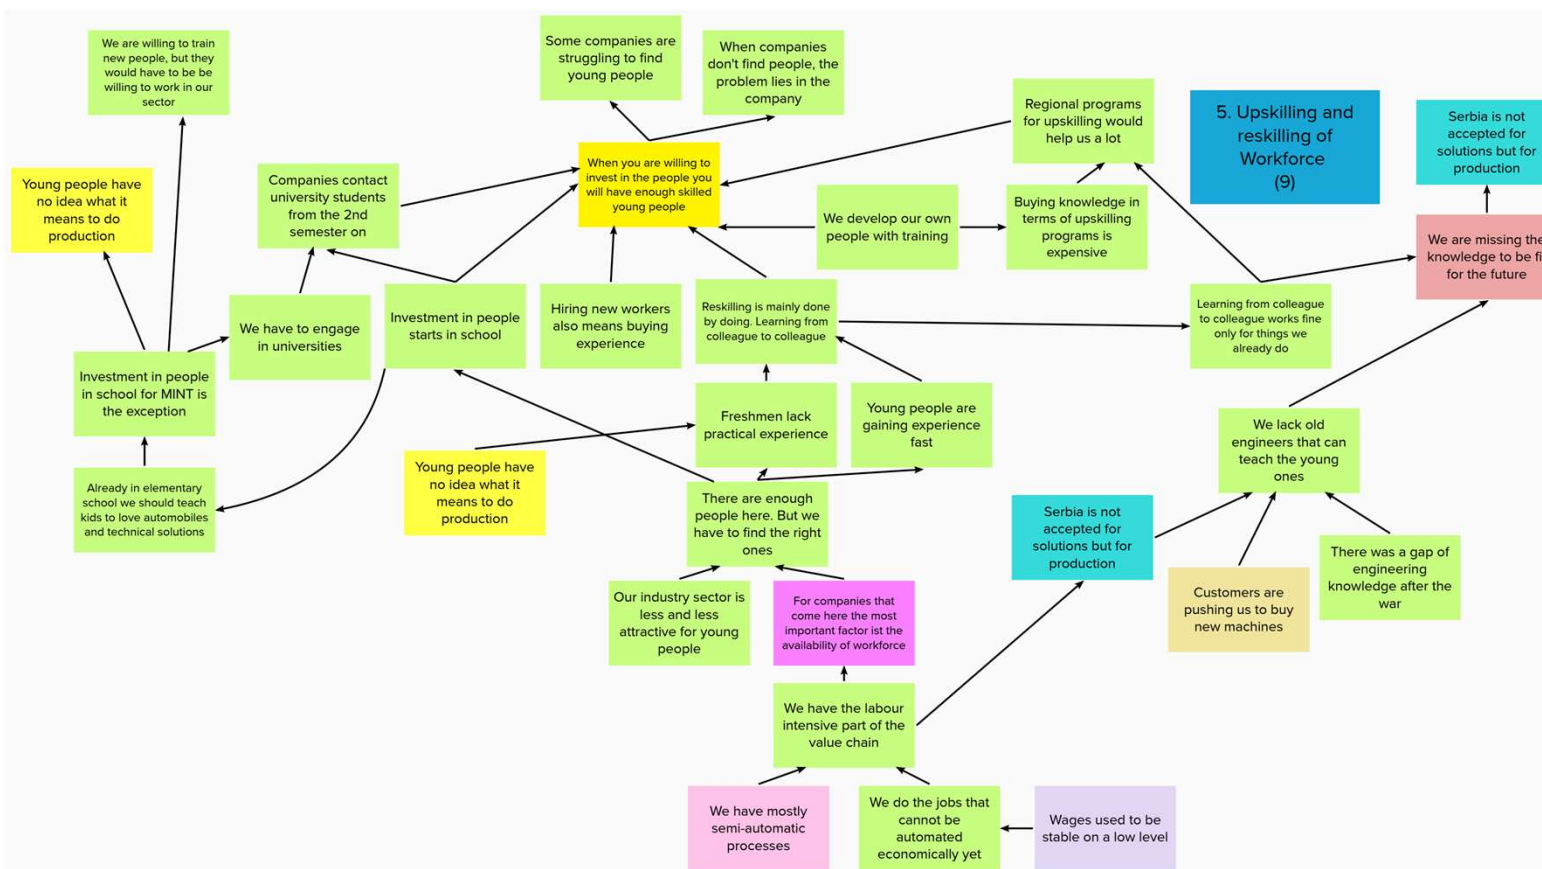 We are willing to train
new people, but they
would have to be be
willing to work in our
sector
Some companies are
struggling to find
young people
When companies
don't find people, the
problem lies in the
company
Regional programs
for upskilling would
help us a lot
5. Upskilling and
reskilling of
Workforce
(9)
Serbia is not
accepted for
solutions but for
production
Young people have
no idea what it
means to do
production
Companies contact
university students
from the 2nd
semester on
When you are willing to
invest in the people you
will have enough skilled
young people
We develop our own
people with training
Buying knowledge in
terms of upskilling
programs is
expensive
We are missing the
knowledge to be fi
for the future
We have to engage
in universities
Investment in people
starts in school
Hiring new workers
also means buying
experience
Reskilling is mainly done
by doing. Learning from
colleague to colleague
Learning from colleague
to colleague works fine
only for things we
already do
Investment in people
in school for MINT is
the exception
Freshmen lack
practical experience
Young people are
gaining experience
fast
We lack old
engineers that can
teach the young
ones
Already in elementary
school we should teach
kids to love automobiles
and technical solutions
Young people have
no idea what it
means to do
production
There are enough
people here. But we
have to find the right
ones
Serbia is not
accepted for
solutions but for
production
There was a gap of
engineering
knowledge after the
war
Our industry sector is
less and less
attractive for young
people
For companies that
come here the most
important factor ist the
availability of workforce
Customers are
pushing us to buy
new machines
We have the labour
intensive part of the
value chain
We have mostly
semi-automatic
processes
We do the jobs that
cannot be
automated
economically yet
Wages used to be
stable on a low level